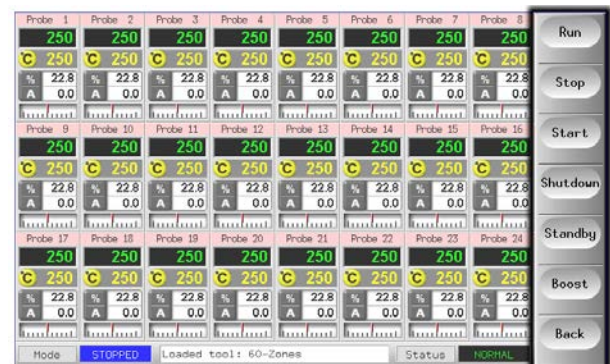 Probe 1 Probe 2 Probe 3 Probe 4 Probe 5 Probe 6 Probe 7 Probe 8
250 250 250 250 250 250 250 250
°C 250 °C 250 °C 250 °C 250 °C 250 °C 250 °C 250 °C 250
% 22.8 % 22.8 % 22.8 % 22.8 % 22.8 % 22.8 % 22.8 % 22.8
A 0.0 A 0.0 A 0.0 A 0.0 A 0.0 A 0.0 A 0.0 A 0.0
Probe 9 Probe 10 Probe 11 Probe 12 Probe 13 Probe 14 Probe 15 Probe 16
250 250 250 250 250 250 250 250
°C 250 °C 250 °C 250 °C 250 °C 250 °C 250 °C 250 °C 250
% 22.8 % 22.8 % 22.8 % 22.8 % 22.8 % 22.8 % 22.8 % 22.8
A 0.0 A 0.0 A 0.0 A 0.0 A 0.0 A 0.0 A 0.0 A 0.0
Probe 17 Probe 18 Probe 19 Probe 20 Probe 21 Probe 22 Probe 23 Probe 24
250 250 250 250 250 250 250 250
°C 250 °C 250 °C 250 °C 250 °C 250 °C 250 °C 250 °C 250
% 22.8 % 22.8 % 22.8 % 22.8 % 22.8 % 22.8 % 22.8 % 22.8
A 0.0 A 0.0 A 0.0 A 0.0 A 0.0 A 0.0 A 0.0 A 0.0
Mode STOPPED Loaded tool: 60-Zones Status NORMAL
Run
Stop
Start
Shutdown
Standby
Boost
Back